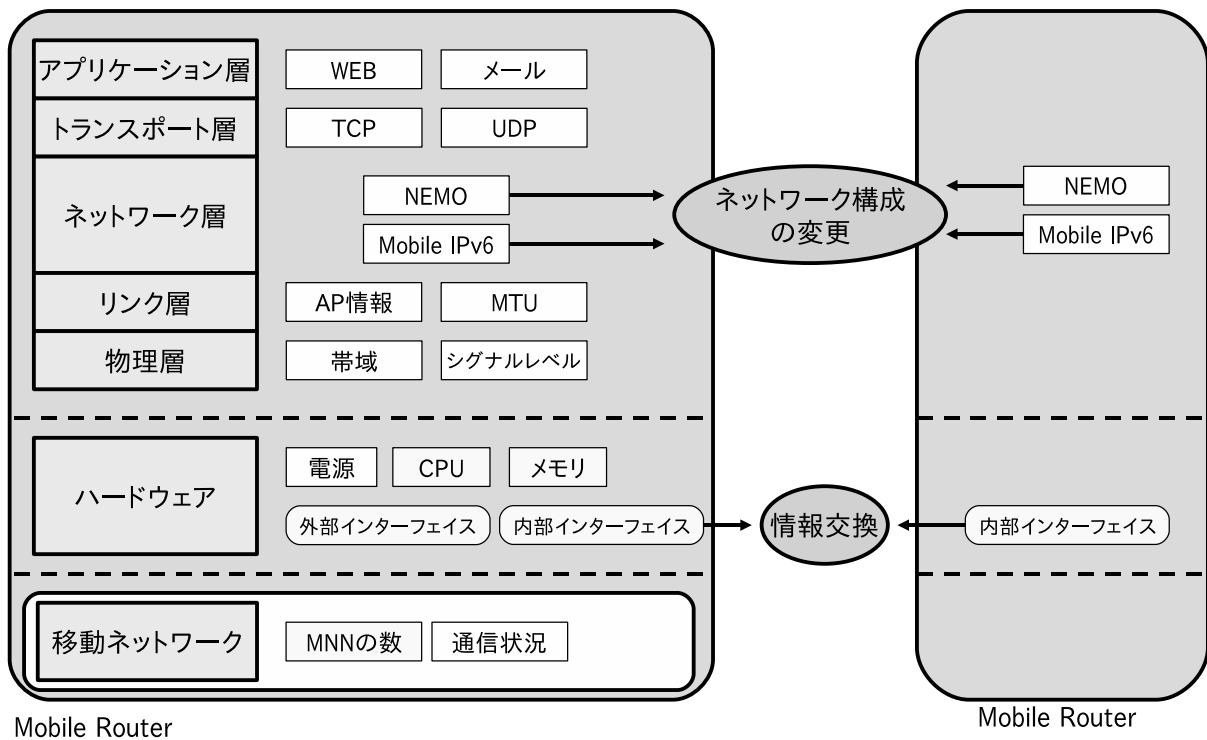 アプリケーション層
WEB
メール
トランスポート層
TCP
UDP
ネットワーク層
NEMO
Mobile IPv6
ネットワーク構成
の変更
NEMO
Mobile IPv6
リンク層
AP情報
MTU
物理層
帯域
シグナルレベル
ハードウェア
電源
CPU
メモリ
外部インターフェイス
内部インターフェイス
情報交換
内部インターフェイス
移動ネットワーク
MNNの数
通信状況
Mobile Router
Mobile Router